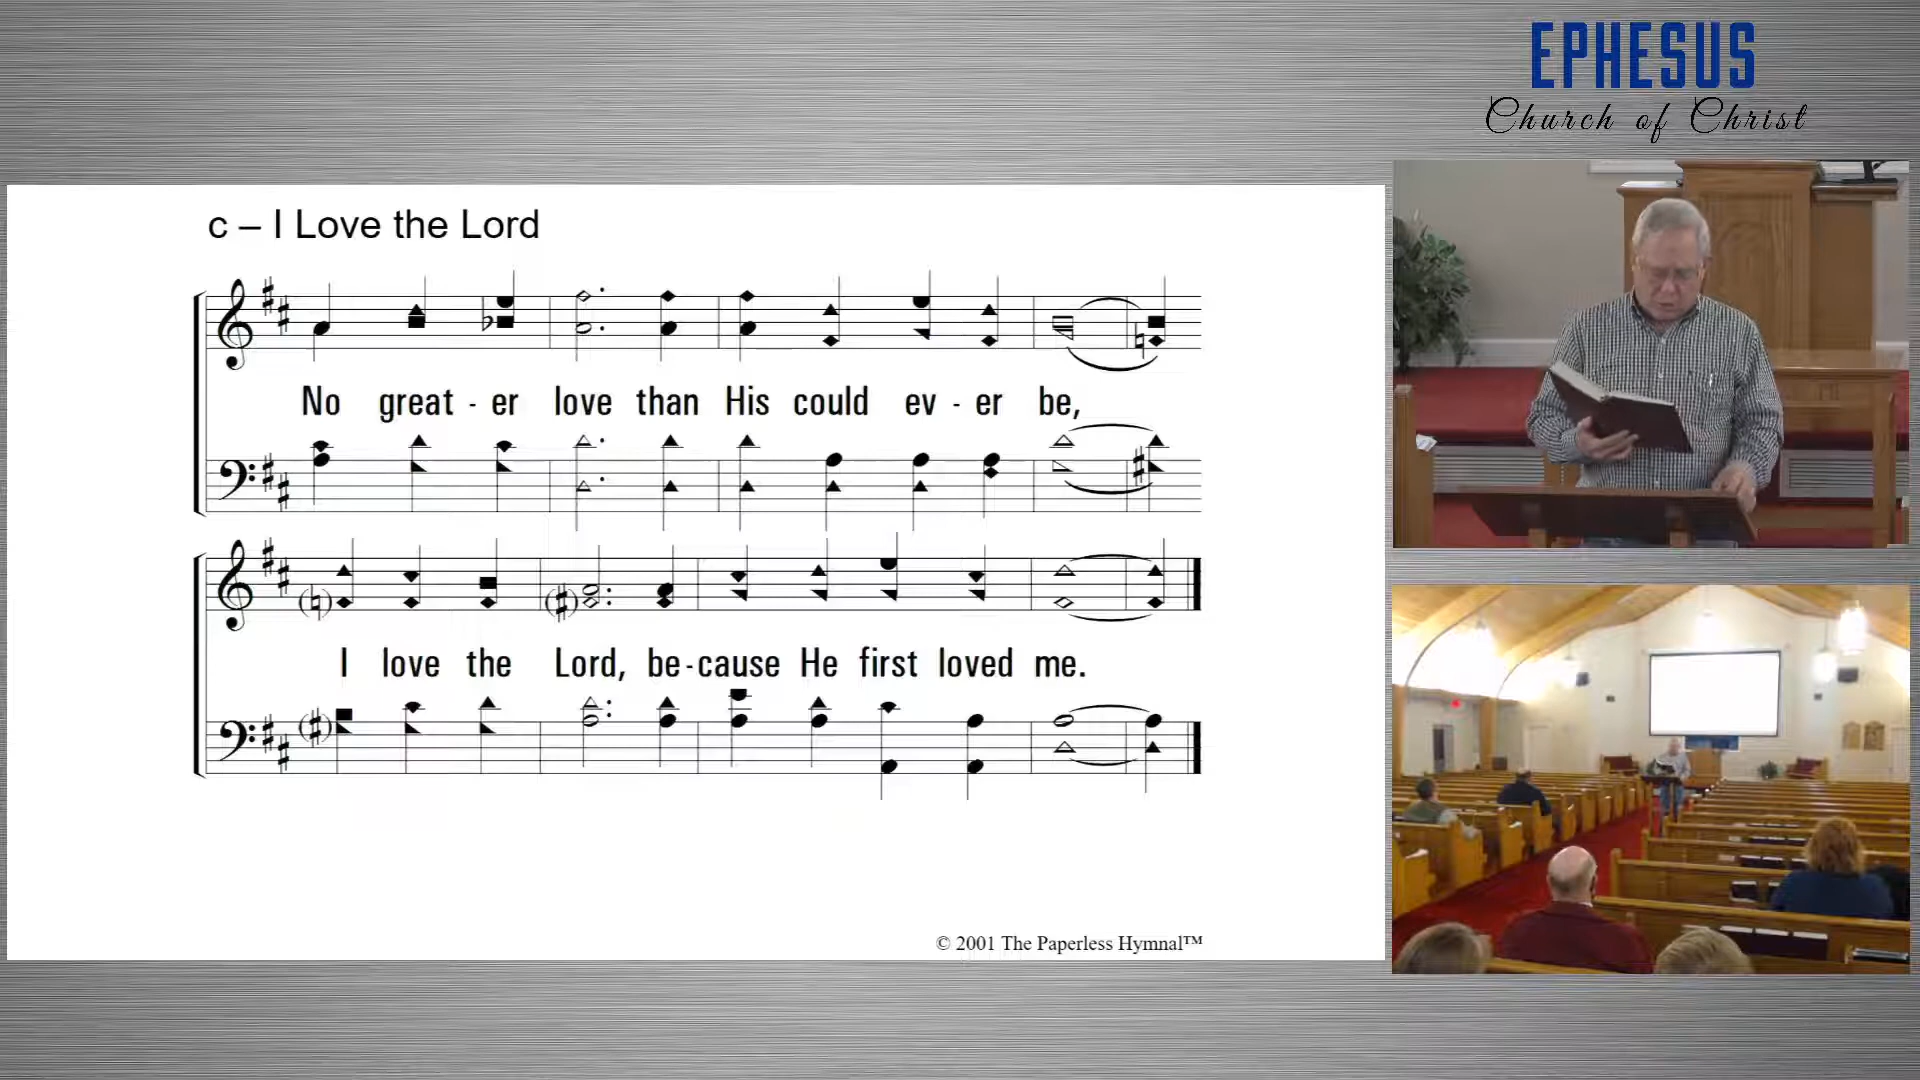 EPHESUS
Church of Christ
c – I Love the Lord
No great - er love than His could ev - er be,
I love the Lord, be - cause He first loved me.
© 2001 The Paperless Hymnal™